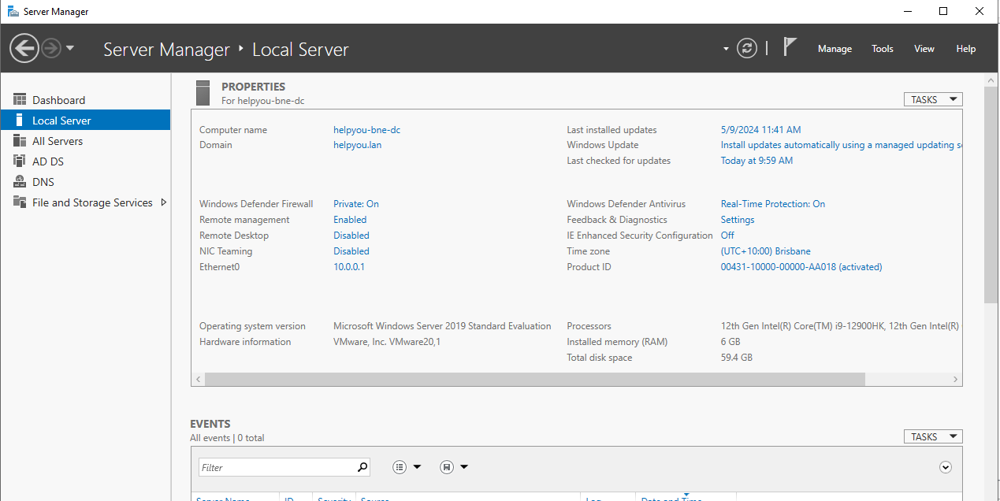 Server Manager
Server Manager ‣ Local Server
Manage Tools View Help
Dashboard
Local Server
All Servers
AD DS
DNS
File and Storage Services
PROPERTIES
For helpyou-bne-dc
TASKS
Computer name helpyou-bne-dc Last installed updates 5/9/2024 11:41 AM
Domain helpyou.lan Windows Update Install updates automatically using a managed updating
Last checked for updates Today at 9:59 AM
Windows Defender Firewall Private: On Windows Defender Antivirus Real-Time Protection: On
Remote management Enabled Feedback & Diagnostics Settings
Remote Desktop Disabled IE Enhanced Security Configuration Off
NIC Teaming Disabled Time zone (UTC+10:00) Brisbane
Ethernet0 10.0.0.1 Product ID 00431-10000-00000-AA018 (activated)
Operating system version Microsoft Windows Server 2019 Standard Evaluation Processors 12th Gen Intel(R) Core(TM) i9-12900HK, 12th Gen Intel(R)
Hardware information VMware, Inc. VMware20,1 Installed memory (RAM) 6 GB
Total disk space 59.4 GB
EVENTS
All events | 0 total
TASKS
Filter
Server Name ID Severity Source Log Date and Time